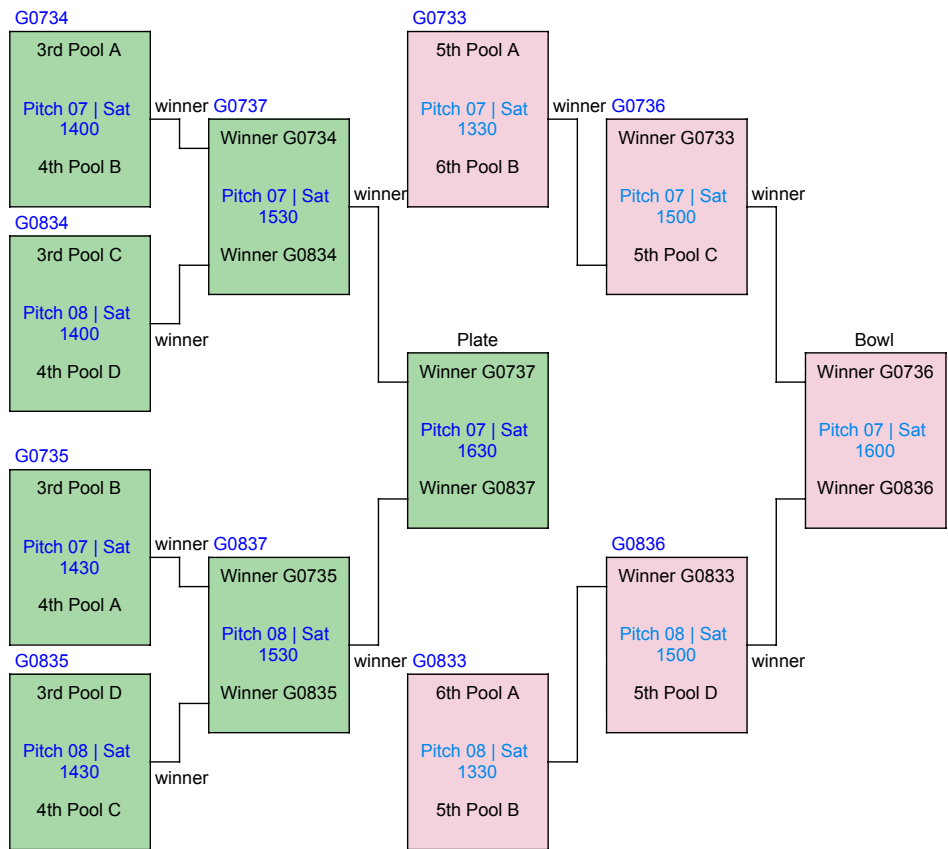 G0734
3rd Pool A
Pitch 07 | Sat
1400
4th Pool B
winner
G0834
3rd Pool C
Pitch 08 | Sat
1400
4th Pool D
winner
G0737
Winner G0734
Pitch 07 | Sat
1530
Winner G0834
winner
G0735
3rd Pool B
Pitch 07 | Sat
1430
4th Pool A
winner
G0835
3rd Pool D
Pitch 08 | Sat
1430
4th Pool C
winner
G0837
Winner G0735
Pitch 08 | Sat
1530
Winner G0835
winner
Plate
Winner G0737
Pitch 07 | Sat
1630
Winner G0837
G0733
5th Pool A
Pitch 07 | Sat
1330
6th Pool B
winner
G0736
Winner G0733
Pitch 07 | Sat
1500
5th Pool C
winner
G0833
6th Pool A
Pitch 08 | Sat
1330
5th Pool B
G0836
Winner G0833
Pitch 08 | Sat
1500
5th Pool D
winner
Bowl
Winner G0736
Pitch 07 | Sat
1600
Winner G0836